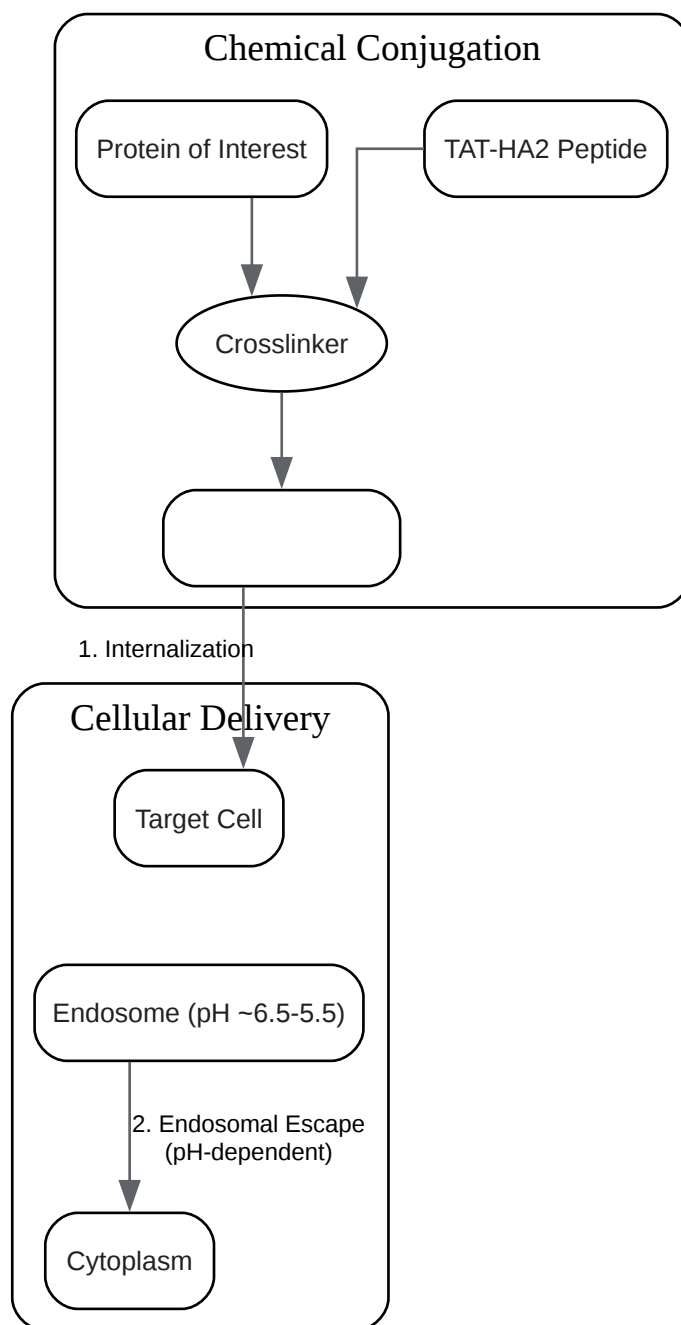 Chemical Conjugation
Protein of Interest
TAT-HA2 Peptide
Crosslinker
1. Internalization
Cellular Delivery
Target Cell
Endosome (pH ~6.5-5.5)
2. Endosomal Escape
(pH-dependent)
Cytoplasm